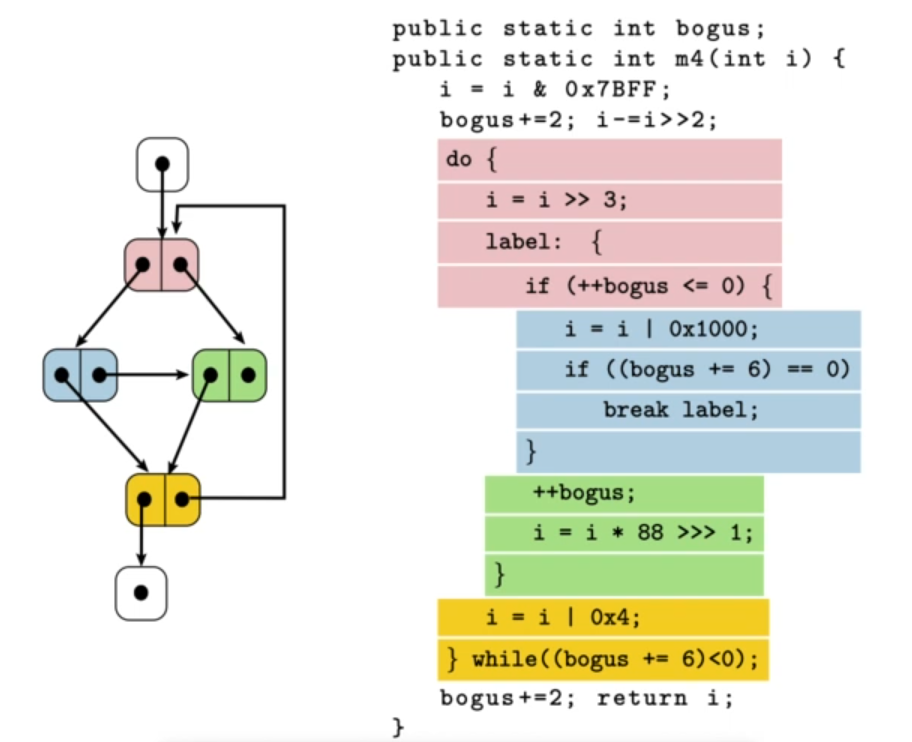 public static int bogus;
public static int m4(int i) {
i = i & 0x7BFF;
bogus+=2; i-=i>>2;
do {
i = i >> 3;
label: {
if (++bogus <= 0) {
i = i | 0x1000;
if ((bogus += 6) == 0)
break label;
}
++bogus;
i = i * 88 >>> 1;
}
i = i | 0x4;
} while((bogus += 6)<0);
bogus+=2; return i;
}